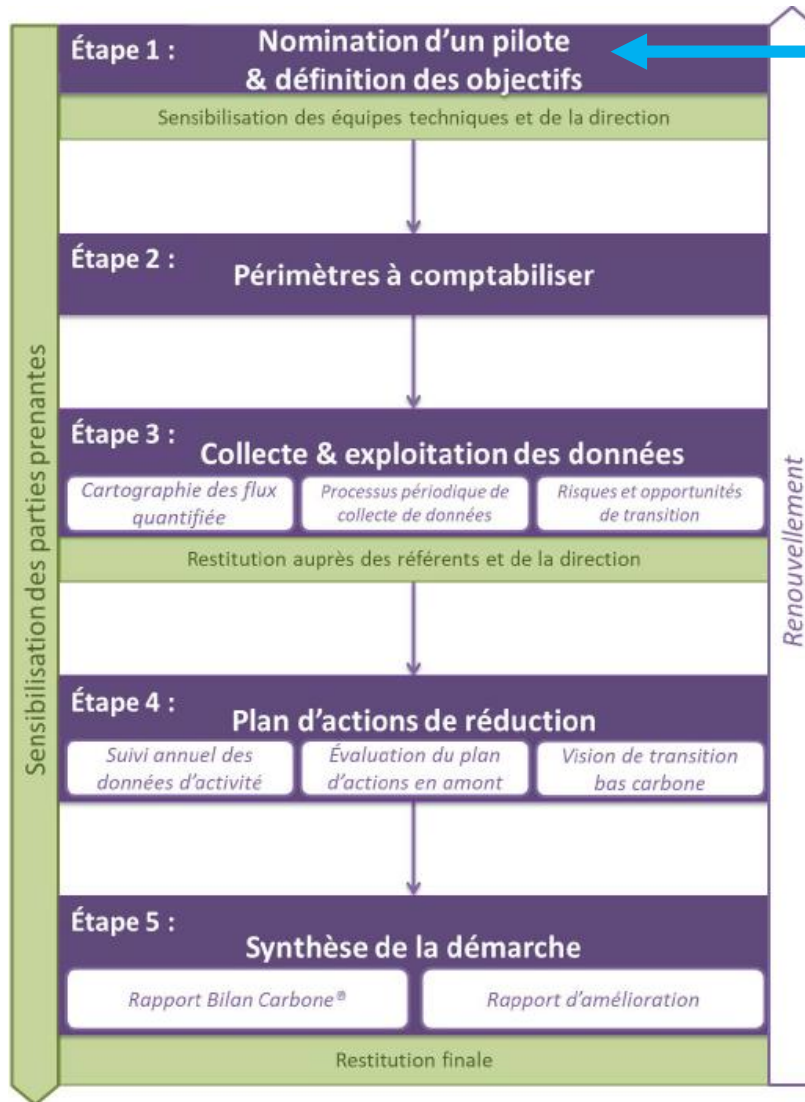 Étape 1 :
Nomination d'un pilote
& définition des objectifs
Sensibilisation des équipes techniques et de la direction
Étape 2 :
Périmètres à comptabiliser
Étape 3 :
Collecte & exploitation des données
Cartographie des flux
quantifiée
Processus périodique de
collecte de données
Risques et opportunités
de transition
Restitution auprès des référents et de la direction
Étape 4 :
Plan d'actions de réduction
Suivi annuel des
données d'activité
Évaluation du plan
d'actions en amont
Vision de transition
bas carbone
Étape 5 :
Synthèse de la démarche
Rapport Bilan Carbone®
Rapport d'amélioration
Restitution finale
Sensibilisation des parties prenantes
Renouvellement